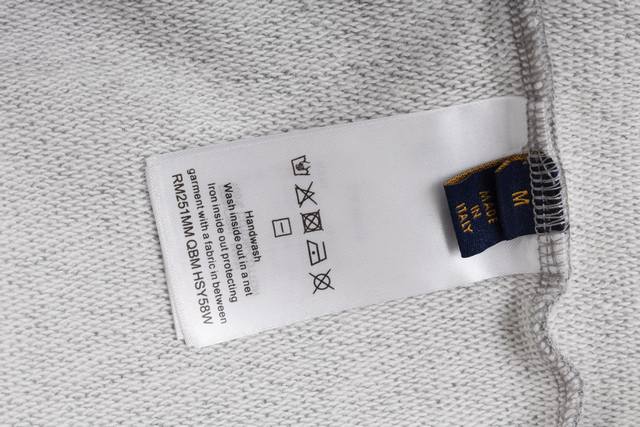 Handwash
Wash inside out in a net
Iron inside out protecting
garment with a fabric in between
RM251MM QBM HSY58W
M
MADE
IN
ITALY